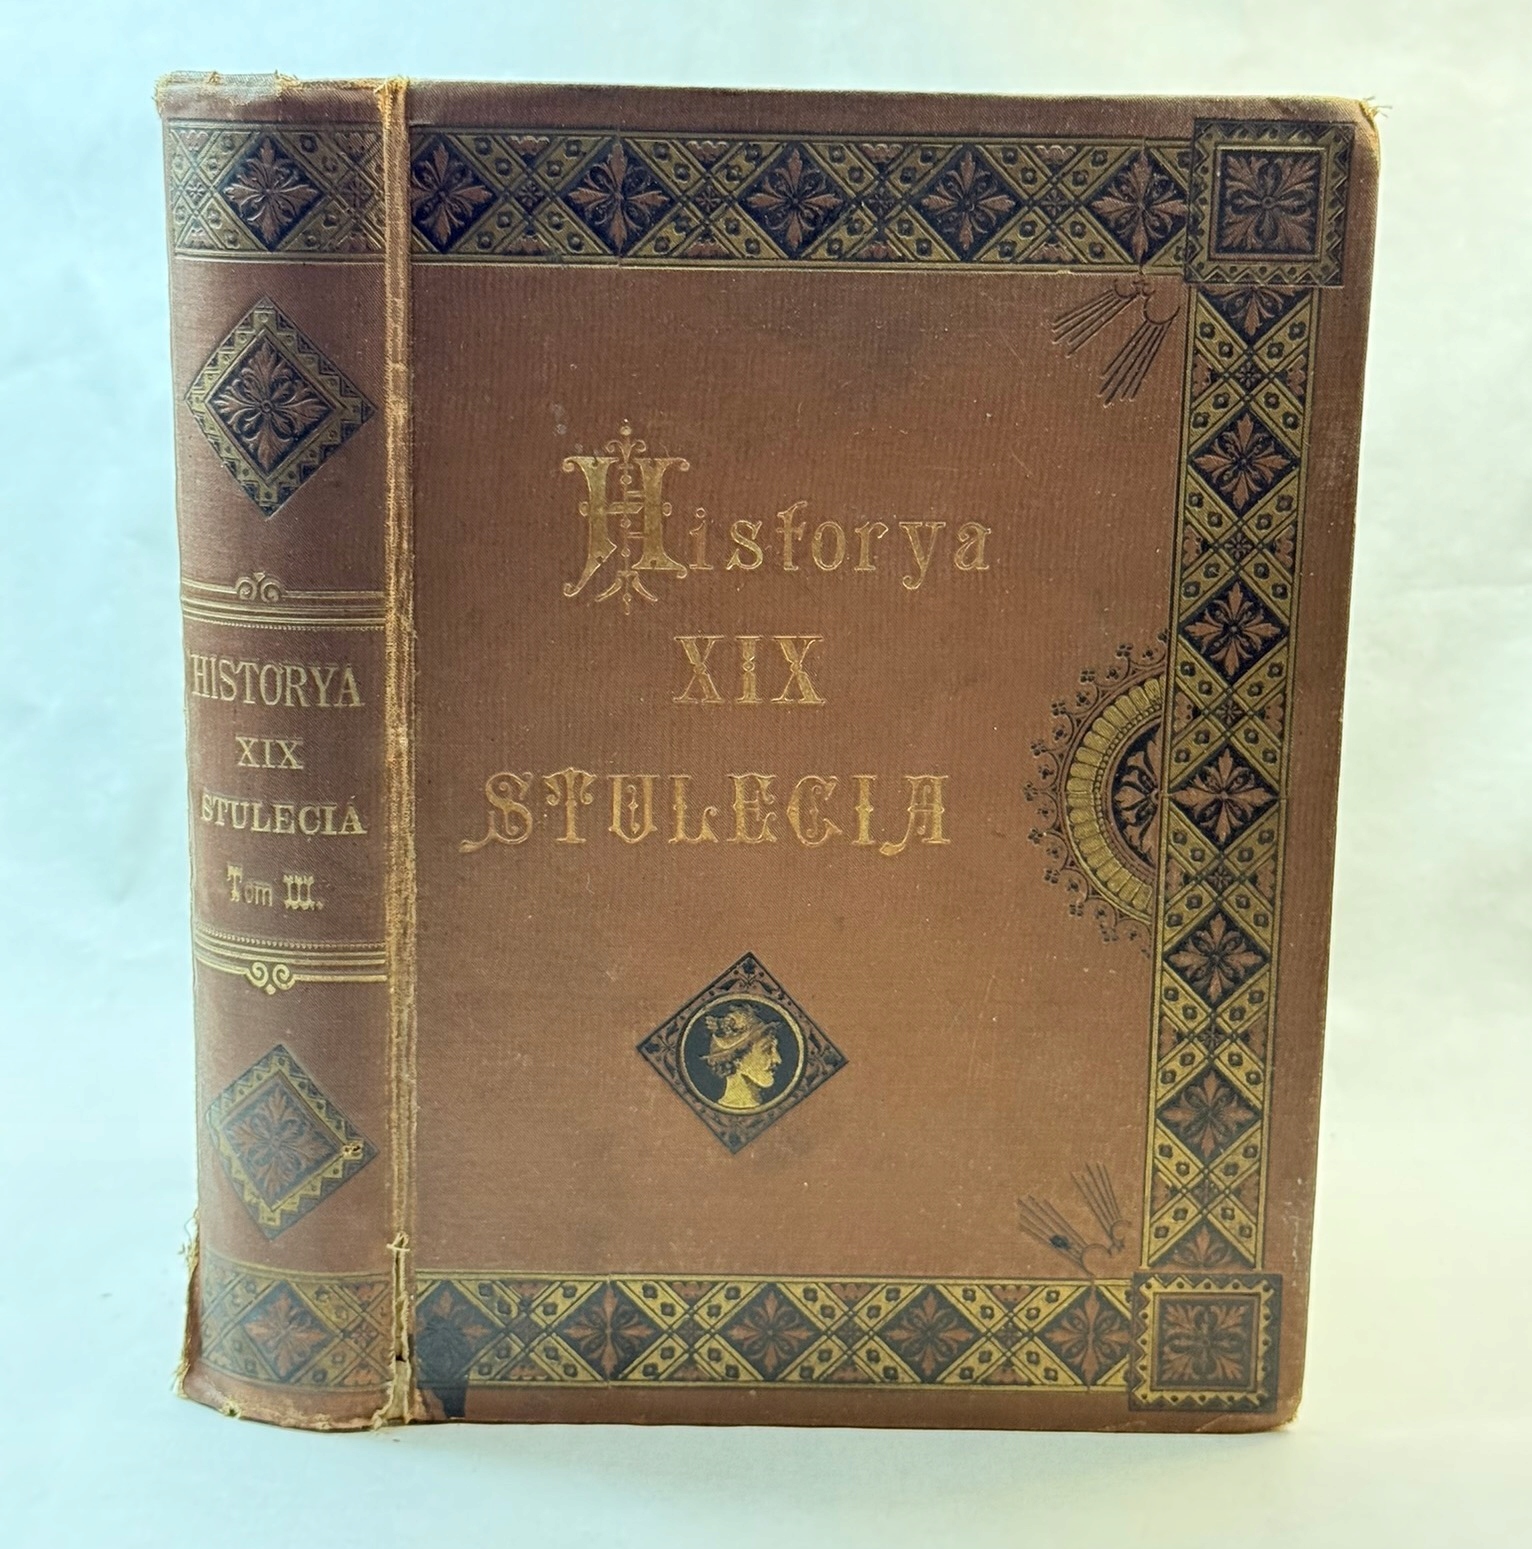 HISTORYA
XIX
STULECIA
Tom III.
Historya
XIX
STULECIA